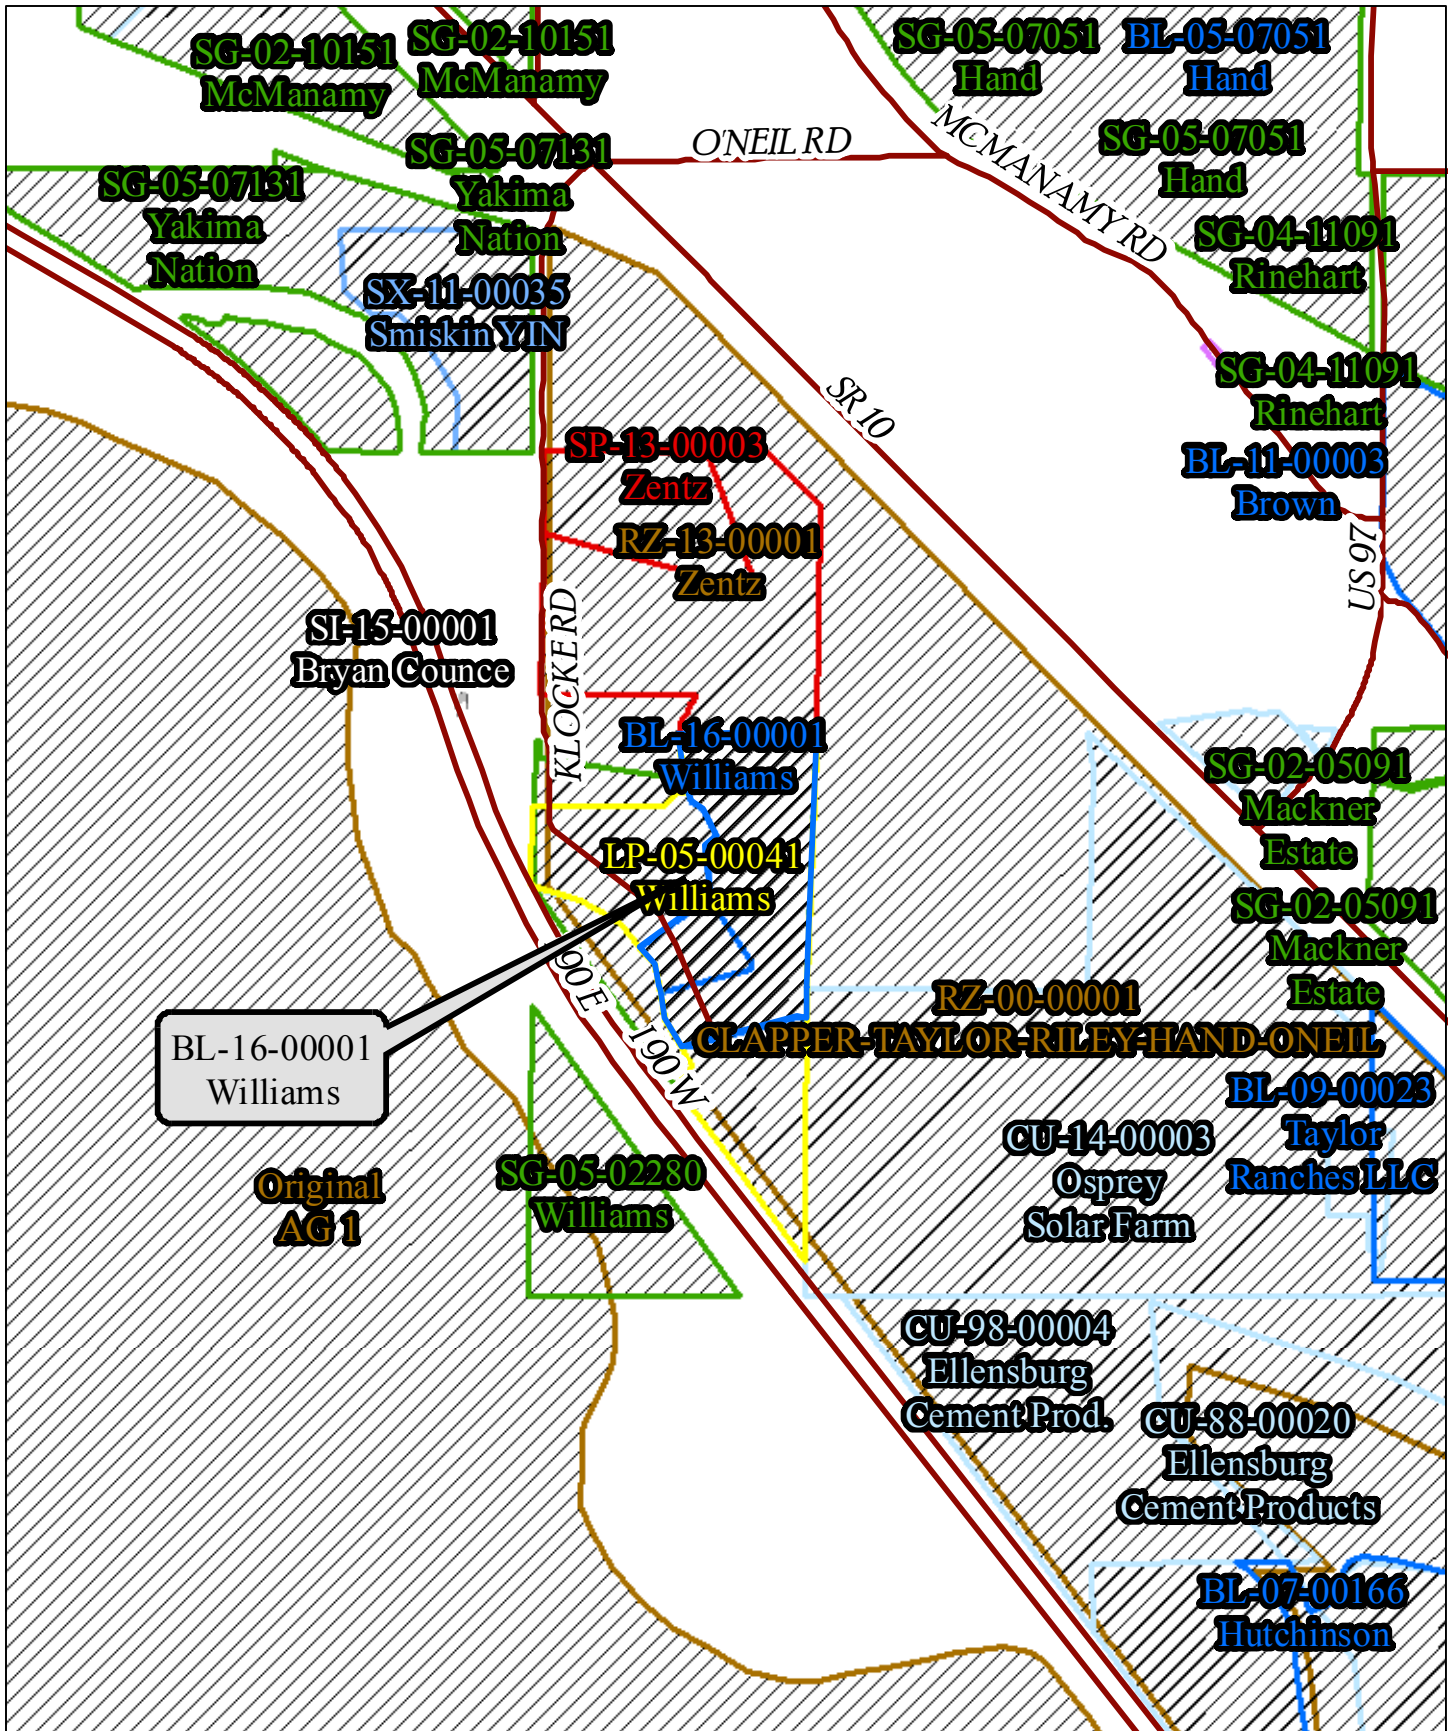 SG-02-10151
McManamy
SG-02-10151
McManamy
SG-05-07051
Hand
BL-05-07051
Hand
O'NEIL RD
MCMANAMY RD
SG-05-07051
Hand
SG-05-07131
Yakima
Nation
SG-05-07131
Yakima
Nation
SG-04-11091
Rinehart
SX-11-00035
Smiskin YIN
SR 10
SG-04-11091
Rinehart
SP-13-00003
Zentz
BL-11-00003
Brown
RZ-13-00001
Zentz
US 97
SI-15-00001
Bryan Counce
KLOCKE RD
BL-16-00001
Williams
SG-02-05091
Mackner
Estate
LP-05-00041
Williams
SG-02-05091
Mackner
Estate
90 E
I 90 W
RZ-00-00001
CLAPPER-TAYLOR-RILEY-HAND-ONEIL
BL-16-00001
Williams
BL-09-00023
Taylor
Ranches LLC
CU-14-00003
Osprey
Solar Farm
Original
AG 1
SG-05-02280
Williams
CU-98-00004
Ellensburg
Cement Prod.
CU-88-00020
Ellensburg
Cement Products
BL-07-00166
Hutchinson